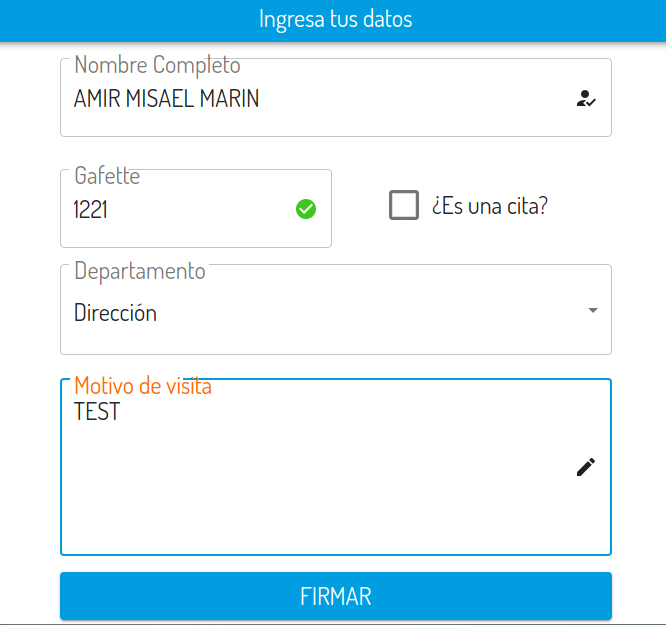 Ingresa tus datos
Nombre Completo
AMIR MISAEL MARIN
Gafette
1221
¿Es una cita?
Departamento
Dirección
Motivo de visita
TEST
FIRMAR